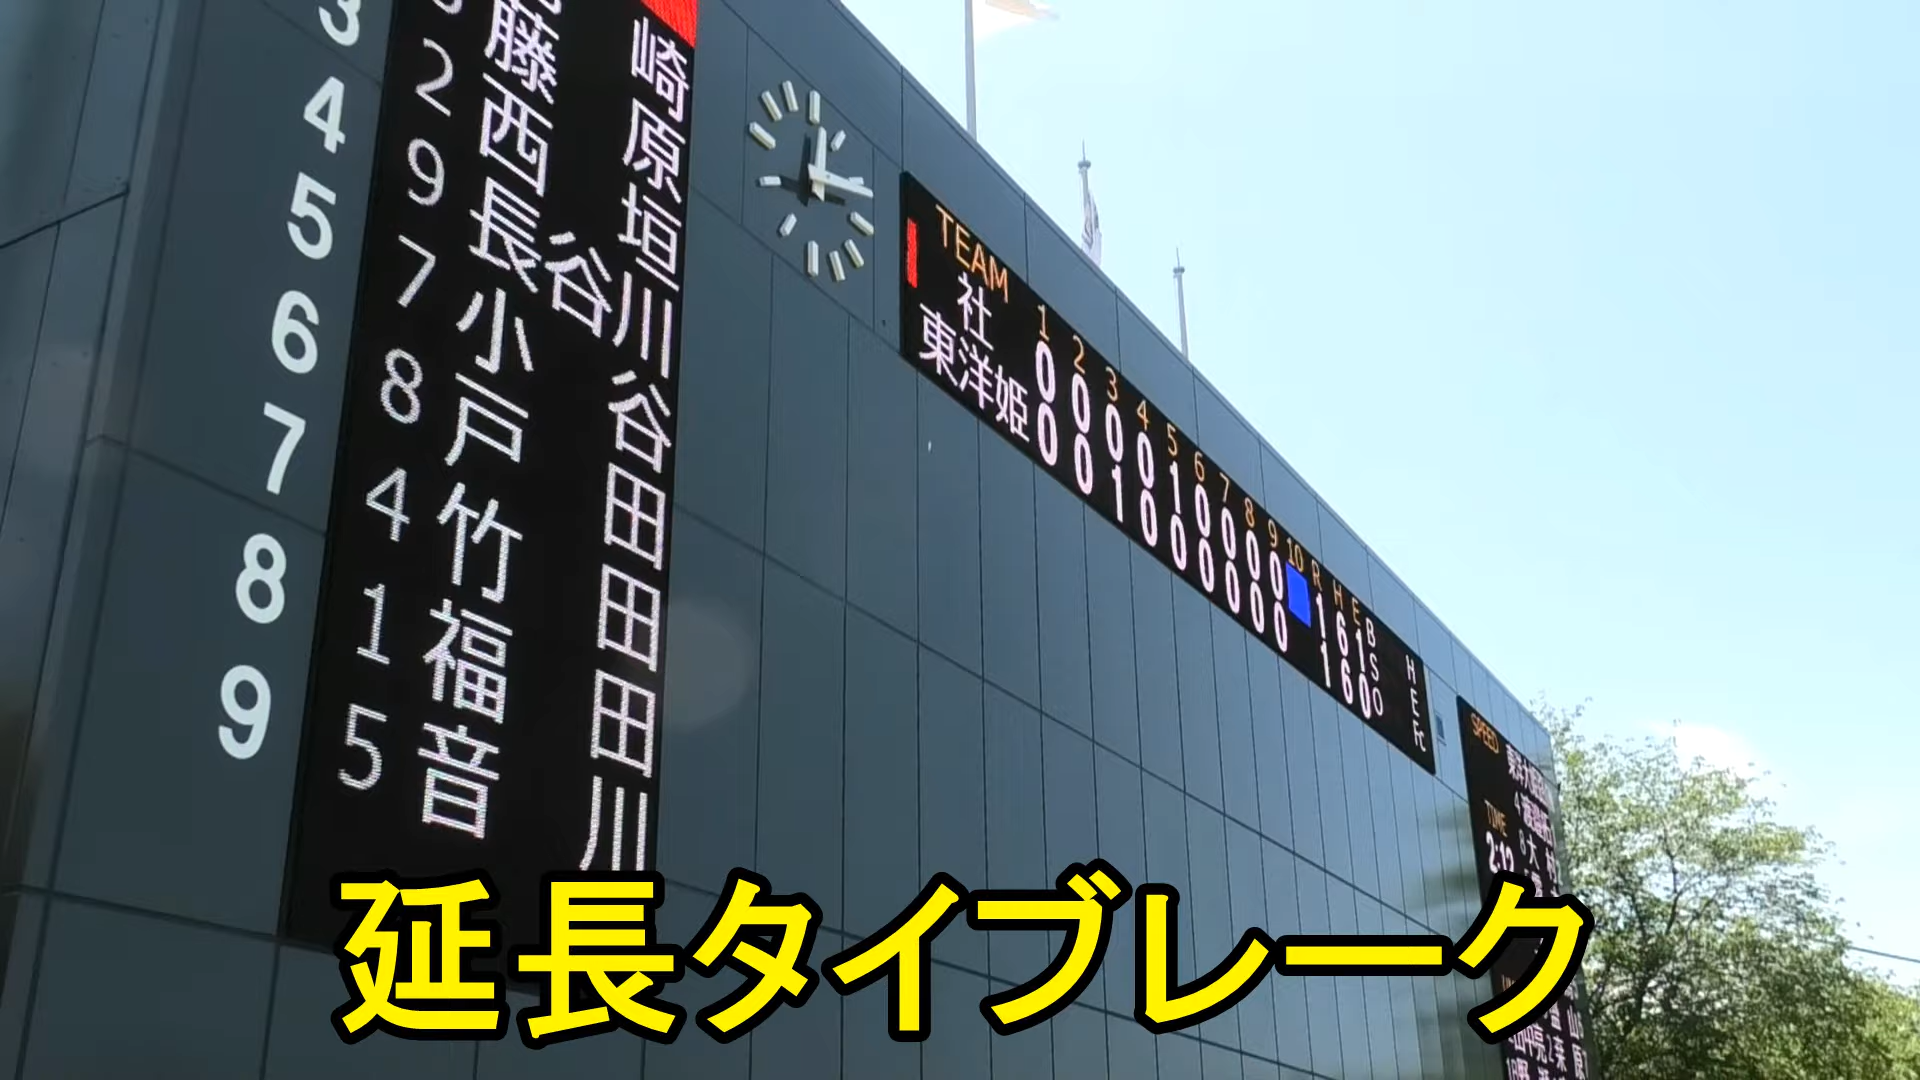 3
4
5
6
7
8
9
藤 崎
2 西 原
9 長谷 垣
7 小 川
8 戸 谷
4 竹 田
1 福 田
5 音 田
川
TEAM 1 2 3 4 5 6 7 8 9 10 R H E
社 0 0 0 0 1 0 0 0 0 1 6 1
東洋姫 0 0 1 0 0 0 0 0 0 1 6 0
B
S
O
H
E
Fc
SPEED
TIME
2:12
延長タイブレーク